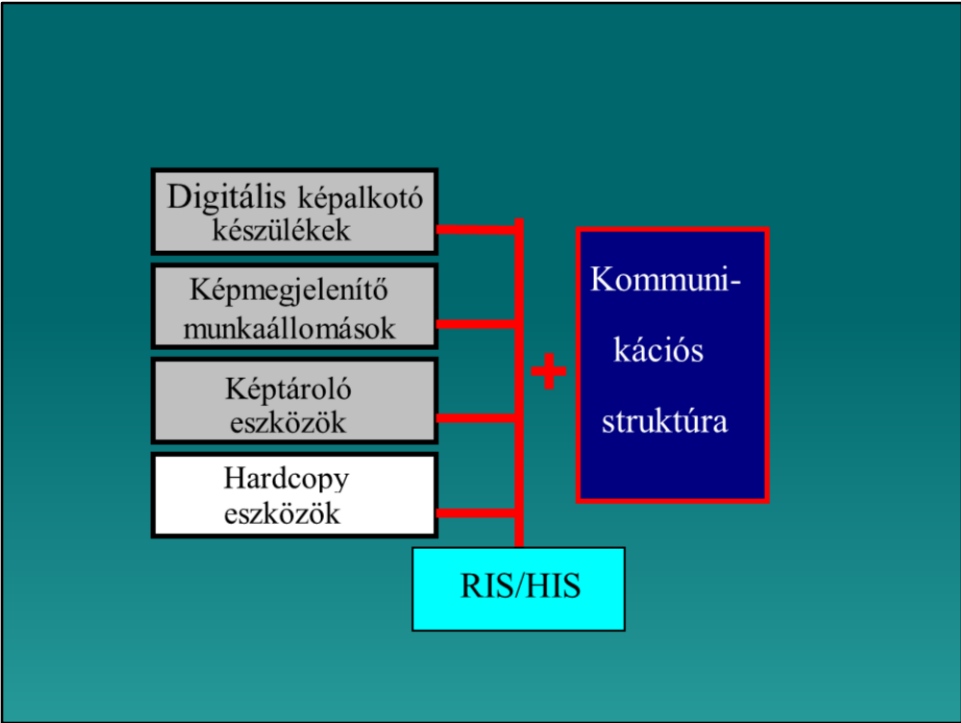 Digitális képalkotó
készülékek
Képmegjelenítő
munkaállomások
Képtároló
eszközök
Hardcopy
eszközök
RIS/HIS
+
Kommuni-
kációs
struktúra